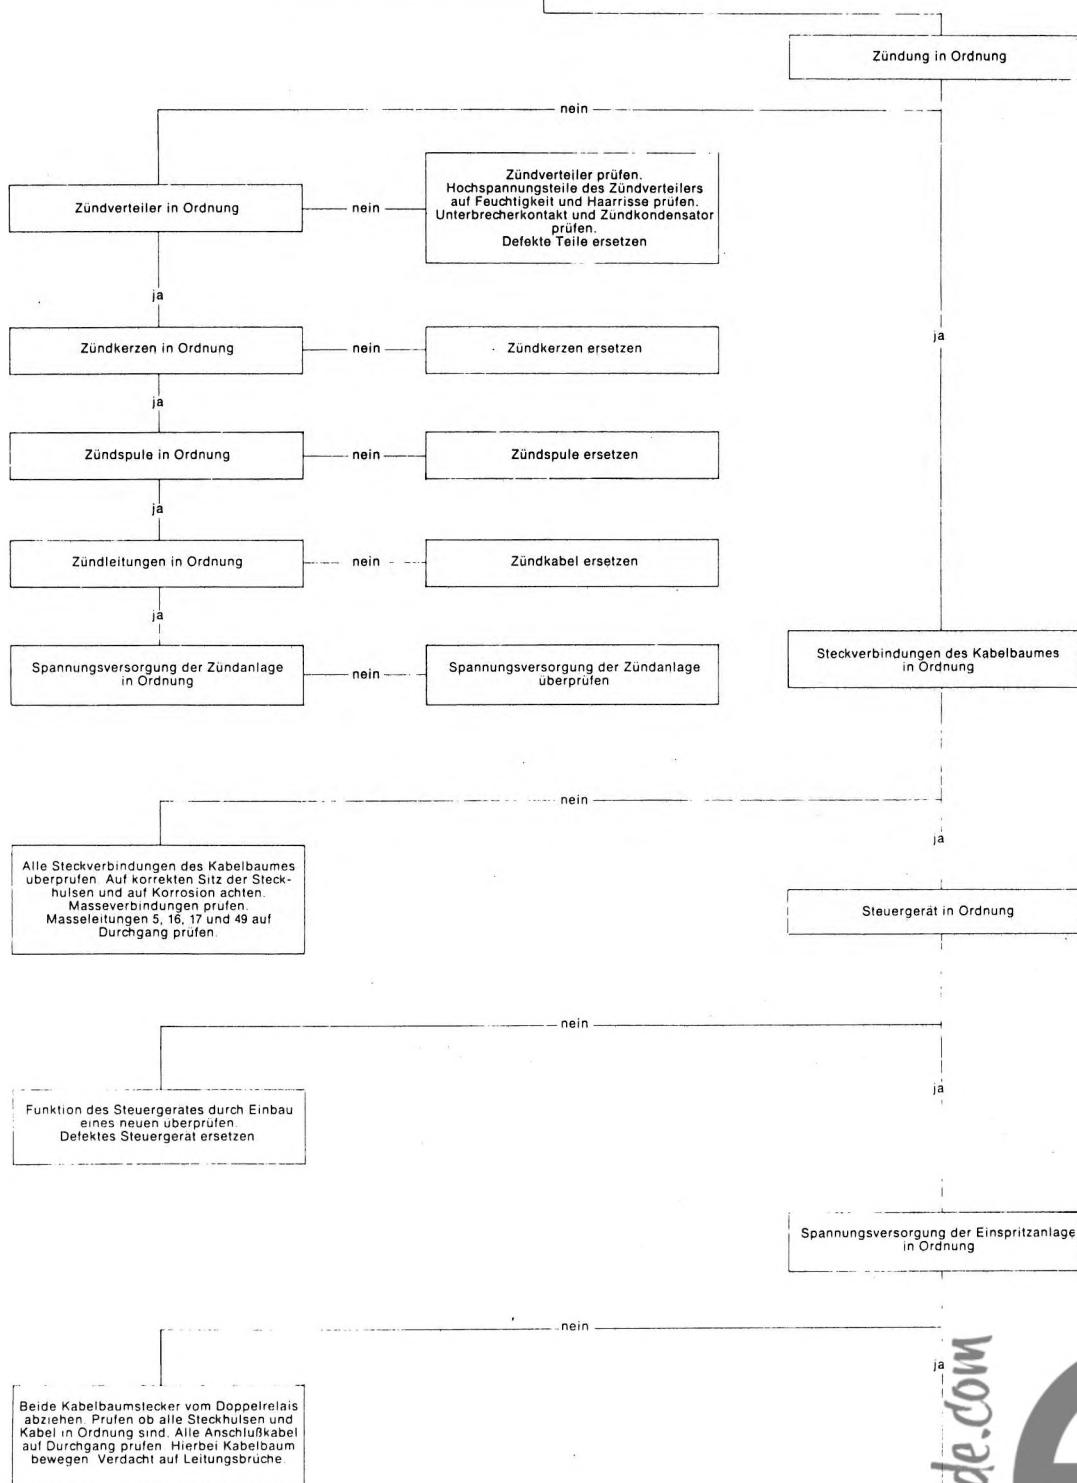 Zündung in Ordnung
nein
Zündverteiler in Ordnung
nein
Zündverteiler prüfen.
Hochspannungsteile des Zündverteilers
auf Feuchtigkeit und Haarrisse prüfen.
Unterbrecherkontakt und Zündkondensator
prüfen.
Defekte Teile ersetzen
ja
ja
Zündkerzen in Ordnung
nein
Zündkerzen ersetzen
ja
Zündspule in Ordnung
nein
Zündspule ersetzen
ja
Zündleitungen in Ordnung
nein
Zündkabel ersetzen
ja
Spannungsversorgung der Zündanlage
in Ordnung
nein
Spannungsversorgung der Zündanlage
überprüfen
Steckverbindungen des Kabelbaumes
in Ordnung
nein
ja
Alle Steckverbindungen des Kabelbaumes
uberprufen. Auf korrekten Sitz der Steck-
hulsen und auf Korrosion achten.
Masseverbindungen prufen.
Masseleitungen 5, 16, 17 und 49 auf
Durchgang prüfen.
Steuergerät in Ordnung
nein
ja
Funktion des Steuergerates durch Einbau
eines neuen überprüfen.
Defektes Steuergerat ersetzen
Spannungsversorgung der Einspritzanlage
in Ordnung
nein
ja
Beide Kabelbaumstecker vom Doppelrelais
abziehen. Prufen ob alle Steckhulsen und
Kabel in Ordnung sind. Alle Anschlußkabel
auf Durchgang prufen. Hierbei Kabelbaum
bewegen. Verdacht auf Leitungsbruche.
de.com